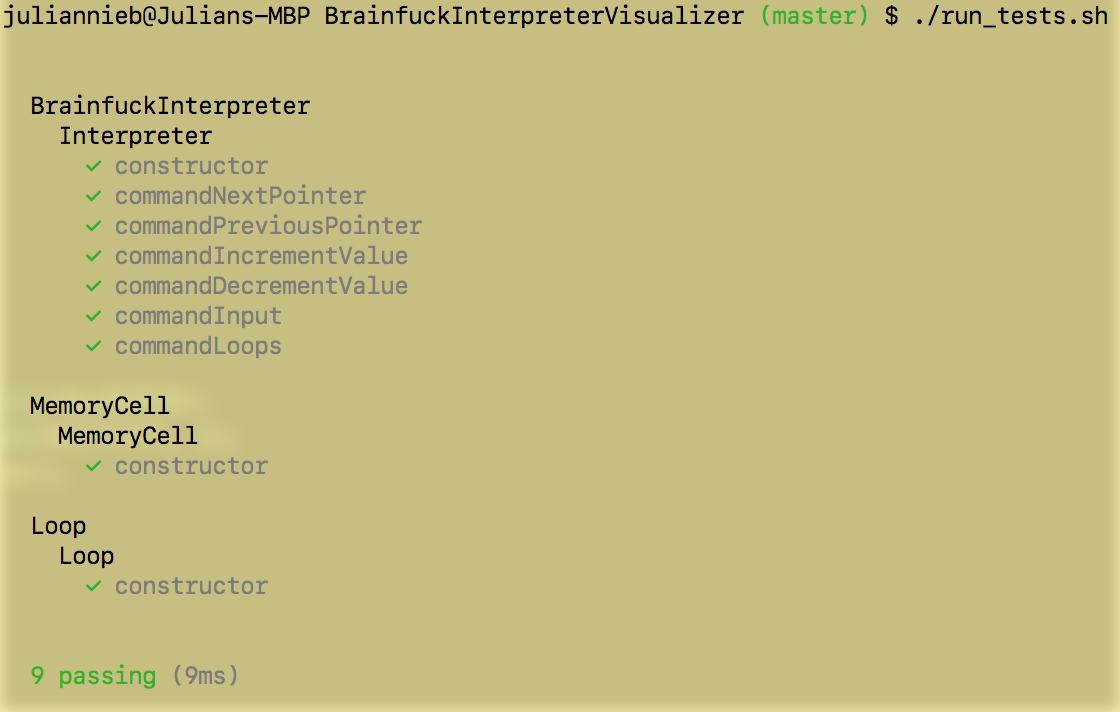 juliannieb@Julians-MBP BrainfuckInterpreterVisualizer (master) $ ./run_tests.sh
BrainfuckInterpreter
Interpreter
✓ constructor
✓ commandNextPointer
✓ commandPreviousPointer
✓ commandIncrementValue
✓ commandDecrementValue
✓ commandInput
✓ commandLoops
MemoryCell
MemoryCell
✓ constructor
Loop
Loop
✓ constructor
9 passing (9ms)